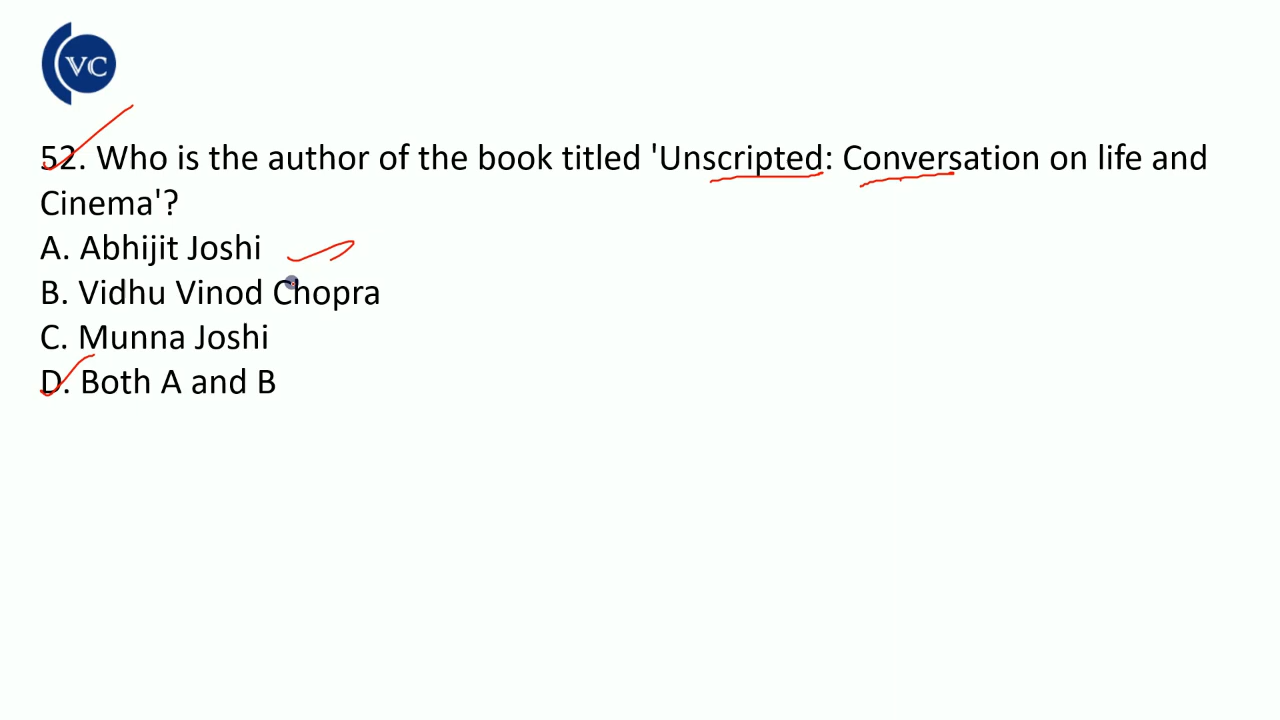 VC
52. Who is the author of the book titled 'Unscripted: Conversation on life and
Cinema'?
A. Abhijit Joshi
B. Vidhu Vinod Chopra
C. Munna Joshi
D. Both A and B